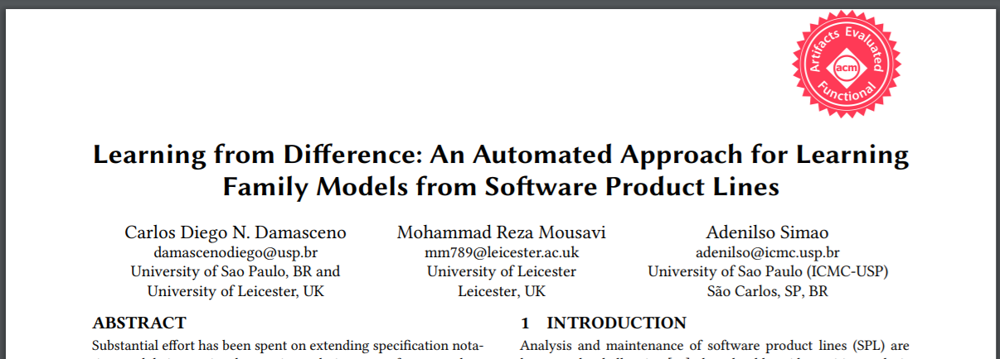 Artifacts Evaluated
acm
Functional
Learning from Difference: An Automated Approach for Learning
Family Models from Software Product Lines
Carlos Diego N. Damasceno
damascenodiego@usp.br
University of Sao Paulo, BR and
University of Leicester, UK
Mohammad Reza Mousavi
mm789@leicester.ac.uk
University of Leicester
Leicester, UK
Adenilso Simao
adenilso@icmc.usp.br
University of Sao Paulo (ICMC-USP)
São Carlos, SP, BR
ABSTRACT
Substantial effort has been spent on extending specification nota-
1 INTRODUCTION
Analysis and maintenance of software product lines (SPL) are